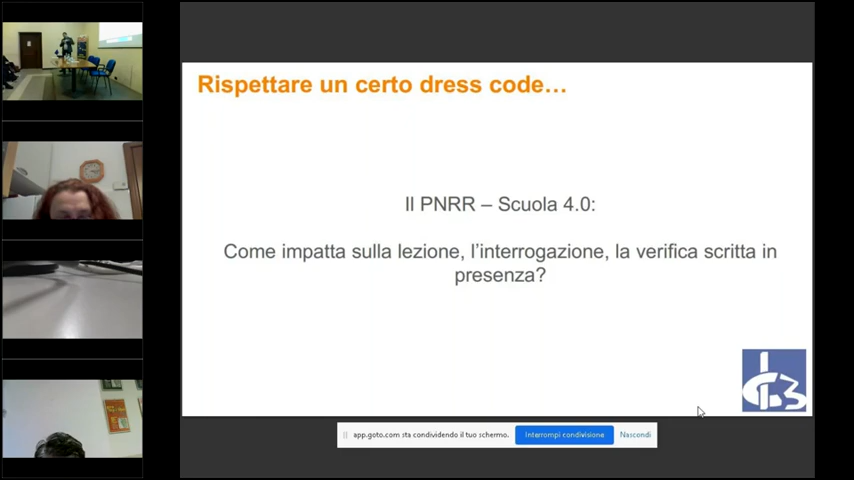 Rispettare un certo dress code…
Il PNRR – Scuola 4.0:
Come impatta sulla lezione, l'interrogazione, la verifica scritta in
presenza?
app.goto.com sta condividendo il tuo schermo.
Interrompi condivisione
Nascondi